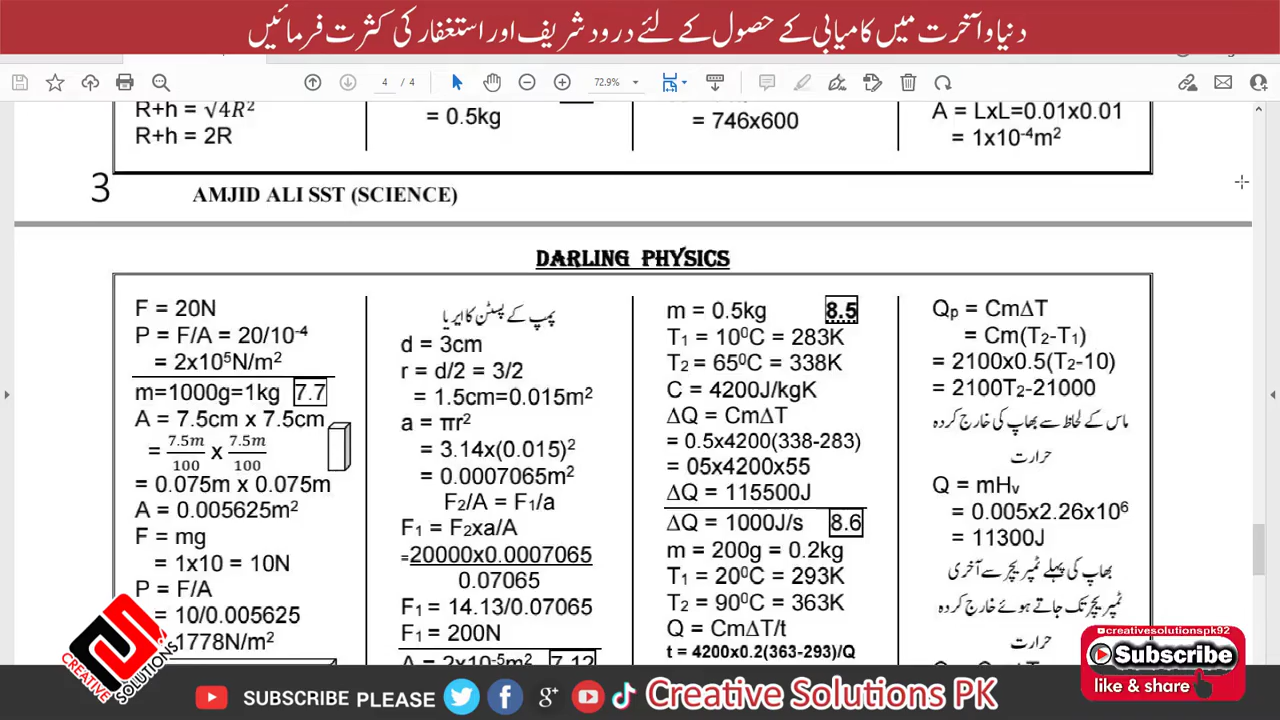 دنیا و آخرت میں کامیابی کے حصول کے لئے درود شریف اور استغفار کی کثرت فرمائیں
4 / 4
72.9%
R+h = √4R²
R+h = 2R
= 0.5kg
= 746x600
A = LxL=0.01x0.01
= 1x10⁻⁴m²
3
AMJID ALI SST (SCIENCE)
DARLING PHYSICS
F = 20N
P = F/A = 20/10⁻⁴
= 2x10⁵N/m²
m=1000g=1kg 7.7
A = 7.5cm x 7.5cm
= 7.5m/100 x 7.5m/100
= 0.075m x 0.075m
A = 0.005625m²
F = mg
= 1x10 = 10N
P = F/A
= 10/0.005625
1778N/m²
پمپ کے پسٹن کا ایریا
d = 3cm
r = d/2 = 3/2
= 1.5cm=0.015m²
a = πr²
= 3.14x(0.015)²
= 0.0007065m²
F₂/A = F₁/a
F₁ = F₂xa/A
=20000x0.0007065
0.07065
F₁ = 14.13/0.07065
F₁ = 200N
A = 2x10⁻⁵m² 7.12
m = 0.5kg 8.5
T₁ = 10⁰C = 283K
T₂ = 65⁰C = 338K
C = 4200J/kgK
∆Q = Cm∆T
= 0.5x4200(338-283)
= 05x4200x55
∆Q = 115500J
∆Q = 1000J/s 8.6
m = 200g = 0.2kg
T₁ = 20⁰C = 293K
T₂ = 90⁰C = 363K
Q = Cm∆T/t
t = 4200x0.2(363-293)/Q
Qₚ = Cm∆T
= Cm(T₂-T₁)
= 2100x0.5(T₂-10)
= 2100T₂-21000
ماس کے لحاظ سے بھاپ کی خارج کردہ
حرارت
Q = mHᵥ
= 0.005x2.26x10⁶
= 11300J
بھاپ کی پہلے ٹمپریچر سے آخری
ٹمپریچر تک جاتے ہوئے خارج کردہ
حرارت
CREATIVE SOLUTIONS
SUBSCRIBE PLEASE
Creative Solutions PK
@creativesolutionspk92
Subscribe
like & share